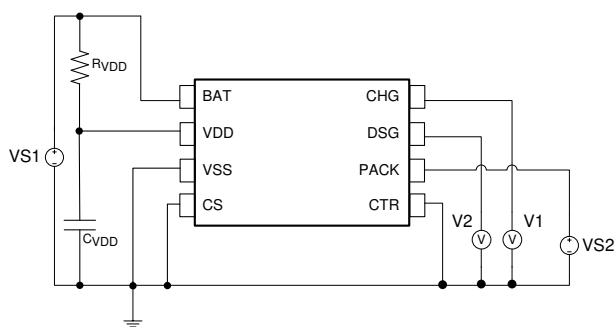 RVDD
BAT
CHG
VDD
DSG
VS1
VSS
PACK
CS
CTR
V2
V
V
V1
VS2
CVDD